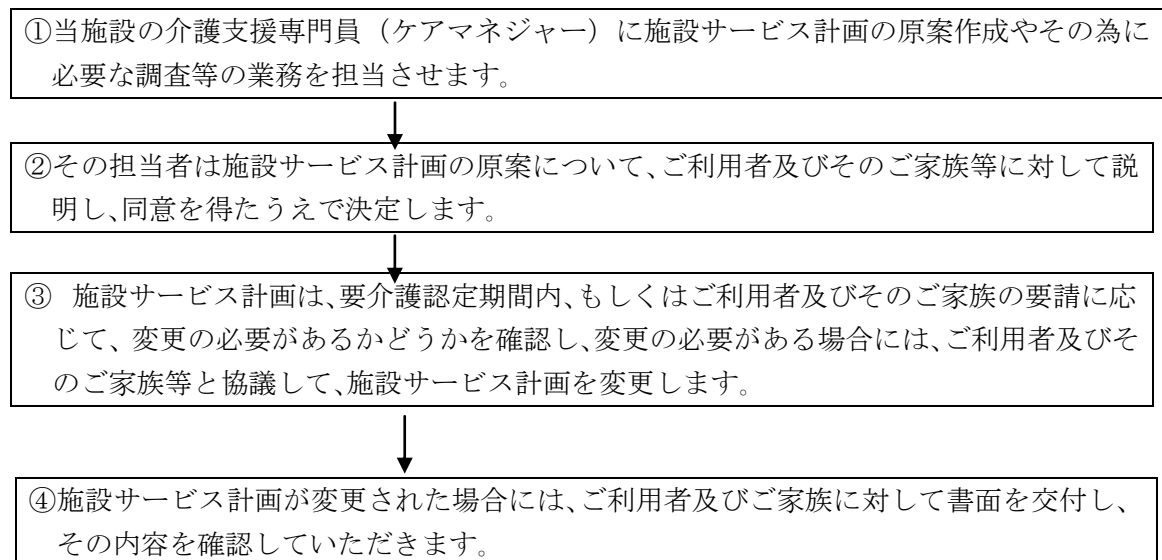 ①当施設の介護支援専門員（ケアマネジャー）に施設サービス計画の原案作成やその為に
必要な調査等の業務を担当させます。
②その担当者は施設サービス計画の原案について、ご利用者及びそのご家族等に対して説
明し、同意を得たうえで決定します。
③ 施設サービス計画は、要介護認定期間内、もしくはご利用者及びそのご家族の要請に応
じて、変更の必要があるかどうかを確認し、変更の必要がある場合には、ご利用者及びそ
のご家族等と協議して、施設サービス計画を変更します。
④施設サービス計画が変更された場合には、ご利用者及びご家族に対して書面を交付し、
その内容を確認していただきます。